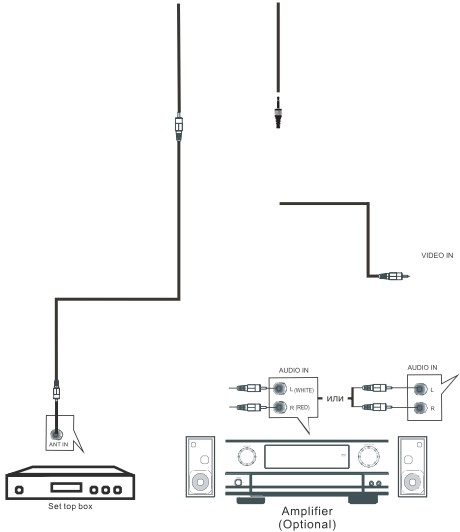 VIDEO IN
AUDIO IN
AUDIO IN
L (WHITE)
R (RED)
или
L
R
ANT IN
Set top box
Amplifier
(Optional)